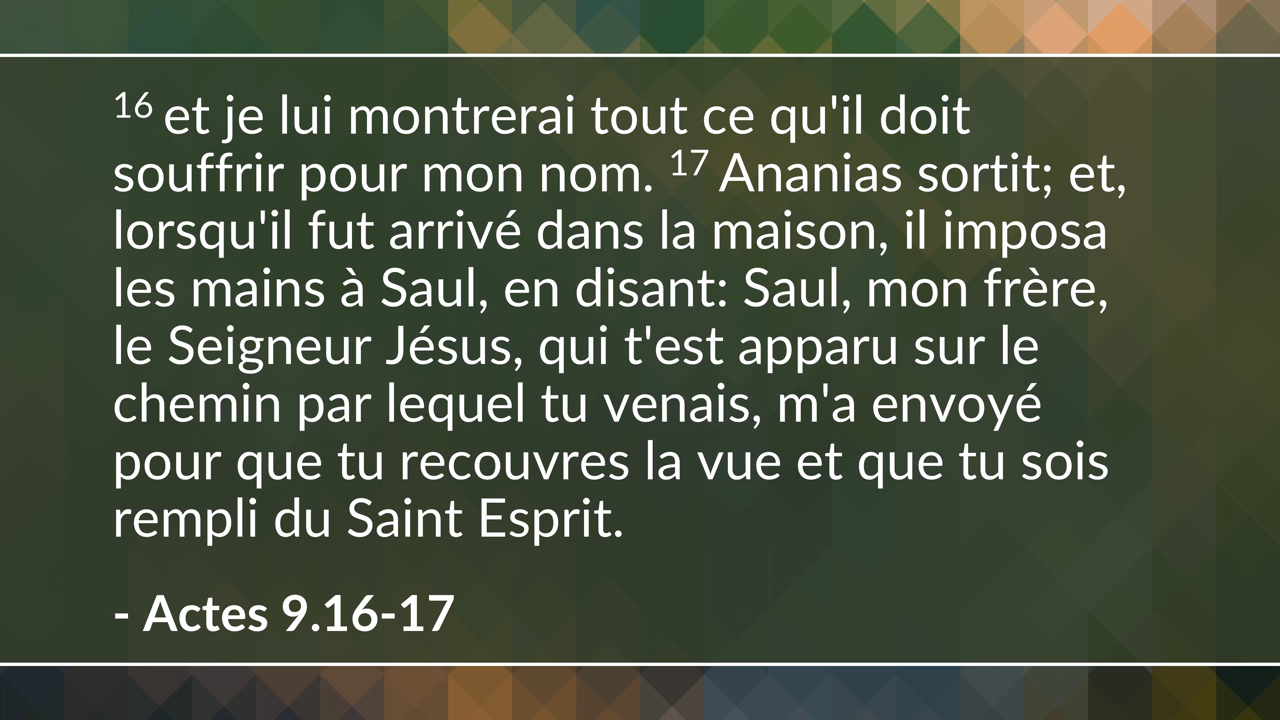 16 et je lui montrerai tout ce qu'il doit
souffrir pour mon nom. 17 Ananias sortit; et,
lorsqu'il fut arrivé dans la maison, il imposa
les mains à Saul, en disant: Saul, mon frère,
le Seigneur Jésus, qui t'est apparu sur le
chemin par lequel tu venais, m'a envoyé
pour que tu recouvres la vue et que tu sois
rempli du Saint Esprit.
- Actes 9.16-17